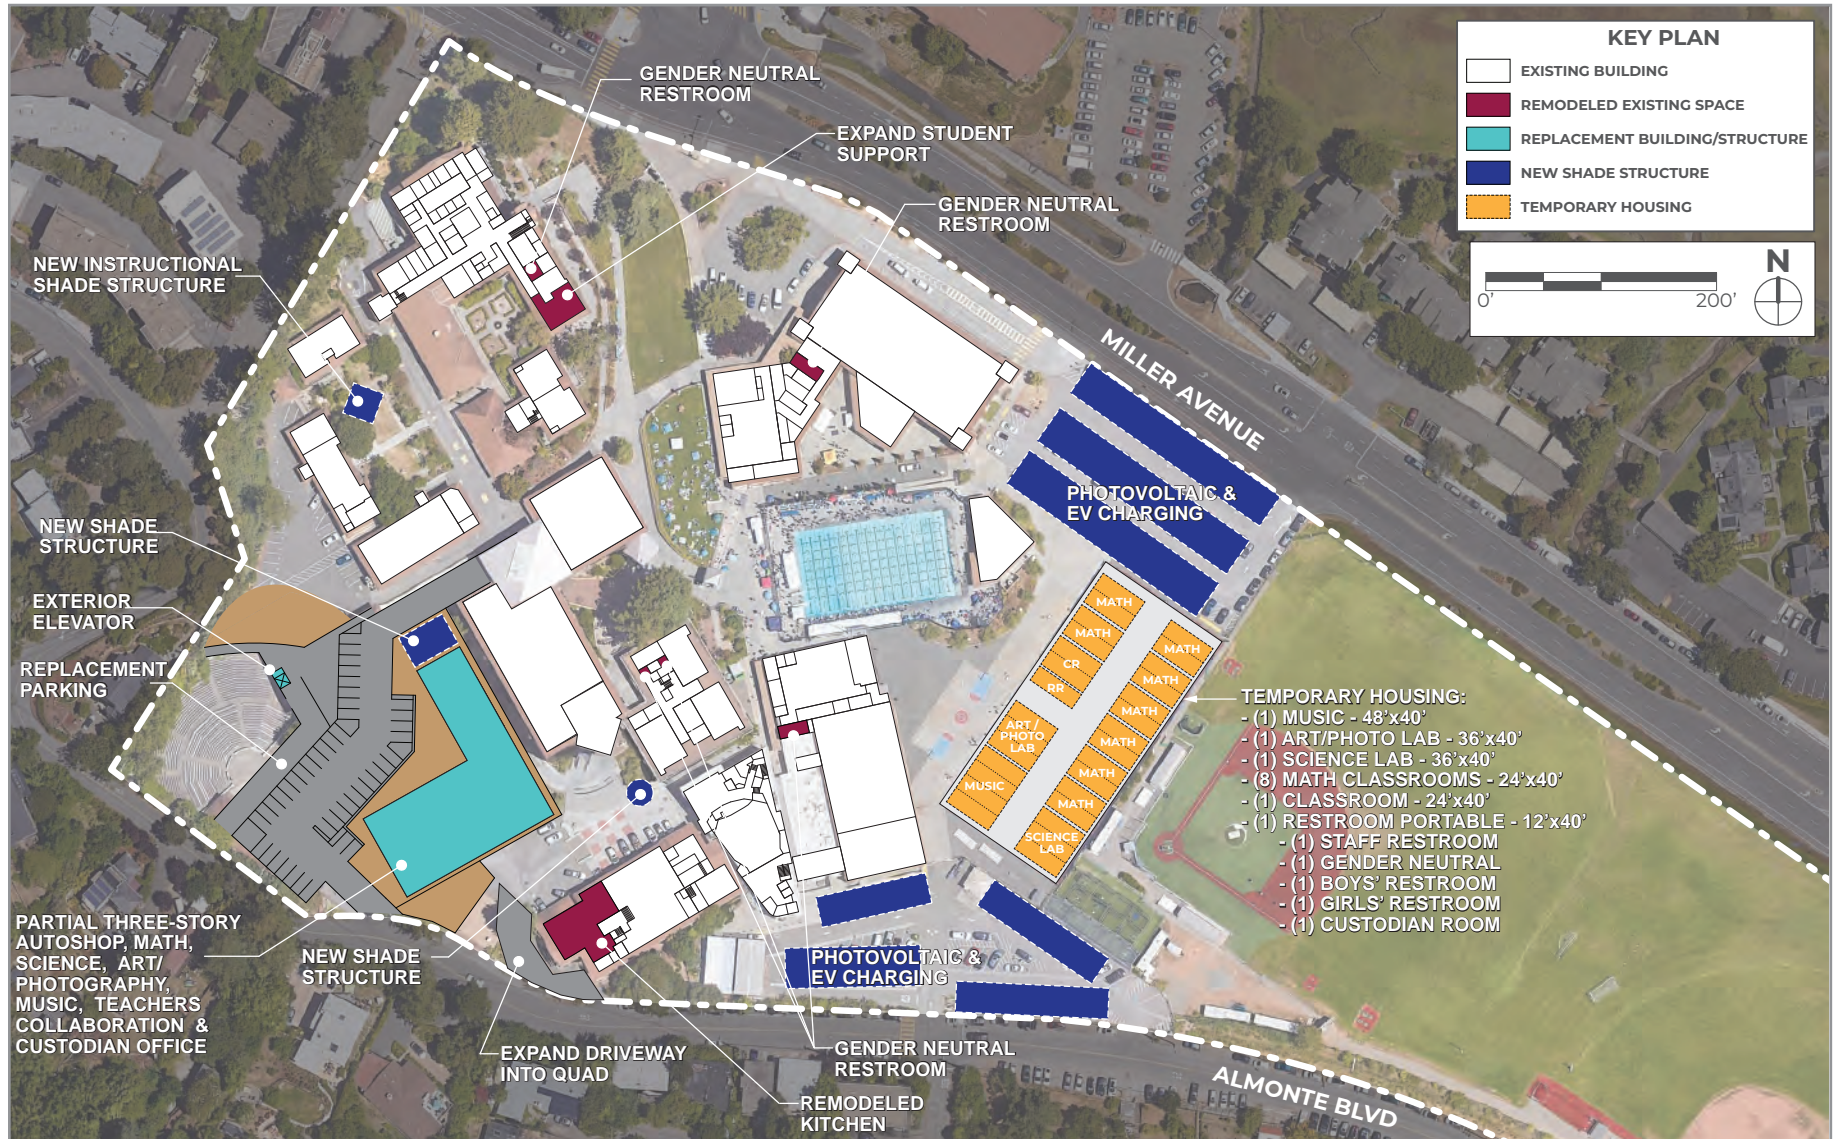 KEY PLAN
EXISTING BUILDING
REMODELED EXISTING SPACE
REPLACEMENT BUILDING/STRUCTURE
NEW SHADE STRUCTURE
TEMPORARY HOUSING
N
0'
200'
GENDER NEUTRAL
RESTROOM
EXPAND STUDENT
SUPPORT
GENDER NEUTRAL
RESTROOM
NEW INSTRUCTIONAL
SHADE STRUCTURE
MILLER AVENUE
PHOTOVOLTAIC &
EV CHARGING
NEW SHADE
STRUCTURE
EXTERIOR
ELEVATOR
REPLACEMENT
PARKING
MATH
MATH
CR
RR
ART /
PHOTO
LAB
MUSIC
MATH
MATH
MATH
MATH
MATH
MATH
SCIENCE
LAB
TEMPORARY HOUSING:
- (1) MUSIC - 48'x40'
- (1) ART/PHOTO LAB - 36'x40'
- (1) SCIENCE LAB - 36'x40'
- (8) MATH CLASSROOMS - 24'x40'
- (1) CLASSROOM - 24'x40'
- (1) RESTROOM PORTABLE - 12'x40'
- (1) STAFF RESTROOM
- (1) GENDER NEUTRAL
- (1) BOYS' RESTROOM
- (1) GIRLS' RESTROOM
- (1) CUSTODIAN ROOM
PARTIAL THREE-STORY
AUTOSHOP, MATH,
SCIENCE, ART/
PHOTOGRAPHY,
MUSIC, TEACHERS
COLLABORATION &
CUSTODIAN OFFICE
NEW SHADE
STRUCTURE
PHOTOVOLTAIC &
EV CHARGING
EXPAND DRIVEWAY
INTO QUAD
GENDER NEUTRAL
RESTROOM
REMODELED
KITCHEN
ALMONTE BLVD